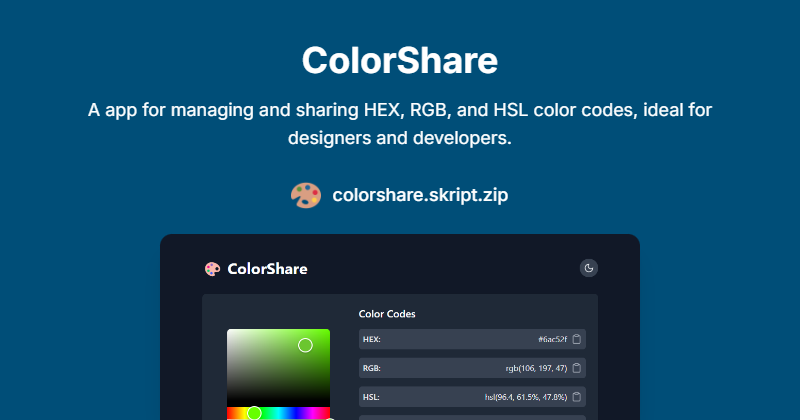 ColorShare
A app for managing and sharing HEX, RGB, and HSL color codes, ideal for
designers and developers.
colorshare.skript.zip
ColorShare
Color Codes
HEX: #6ac52f
RGB: rgb(106, 197, 47)
HSL: hsl(96.4, 61.5%, 47.8%)